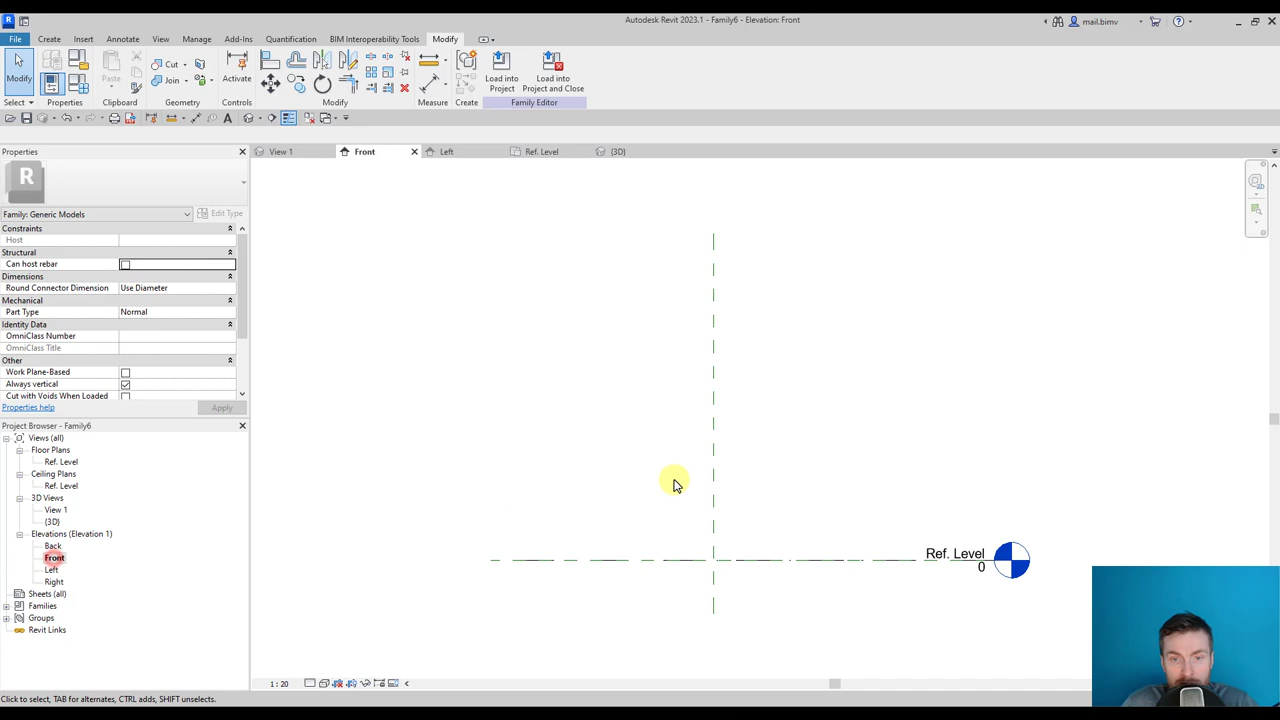 Autodesk Revit 2023.1 - Family6 - Elevation: Front
mail.bimv
File Create Insert Annotate View Manage Add-Ins Quantification BIM Interoperability Tools Modify
Modify
Paste
Cut
Join
Activate
Load into Project
Load into Project and Close
Select Properties Clipboard Geometry Controls Modify Measure Create Family Editor
Properties
View 1 Front Left Ref. Level {3D}
R
Family: Generic Models Edit Type
Constraints
Host
Structural
Can host rebar
Dimensions
Round Connector Dimension Use Diameter
Mechanical
Part Type Normal
Identity Data
OmniClass Number
OmniClass Title
Other
Work Plane-Based
Always vertical
Cut with Voids When Loaded
Properties help Apply
Project Browser - Family6
Views (all)
Floor Plans
Ref. Level
Ceiling Plans
Ref. Level
3D Views
View 1
{3D}
Elevations (Elevation 1)
Back
Front
Left
Right
Sheets (all)
Families
Groups
Revit Links
Ref. Level
0
1 : 20
Click to select, TAB for alternates, CTRL adds, SHIFT unselects.